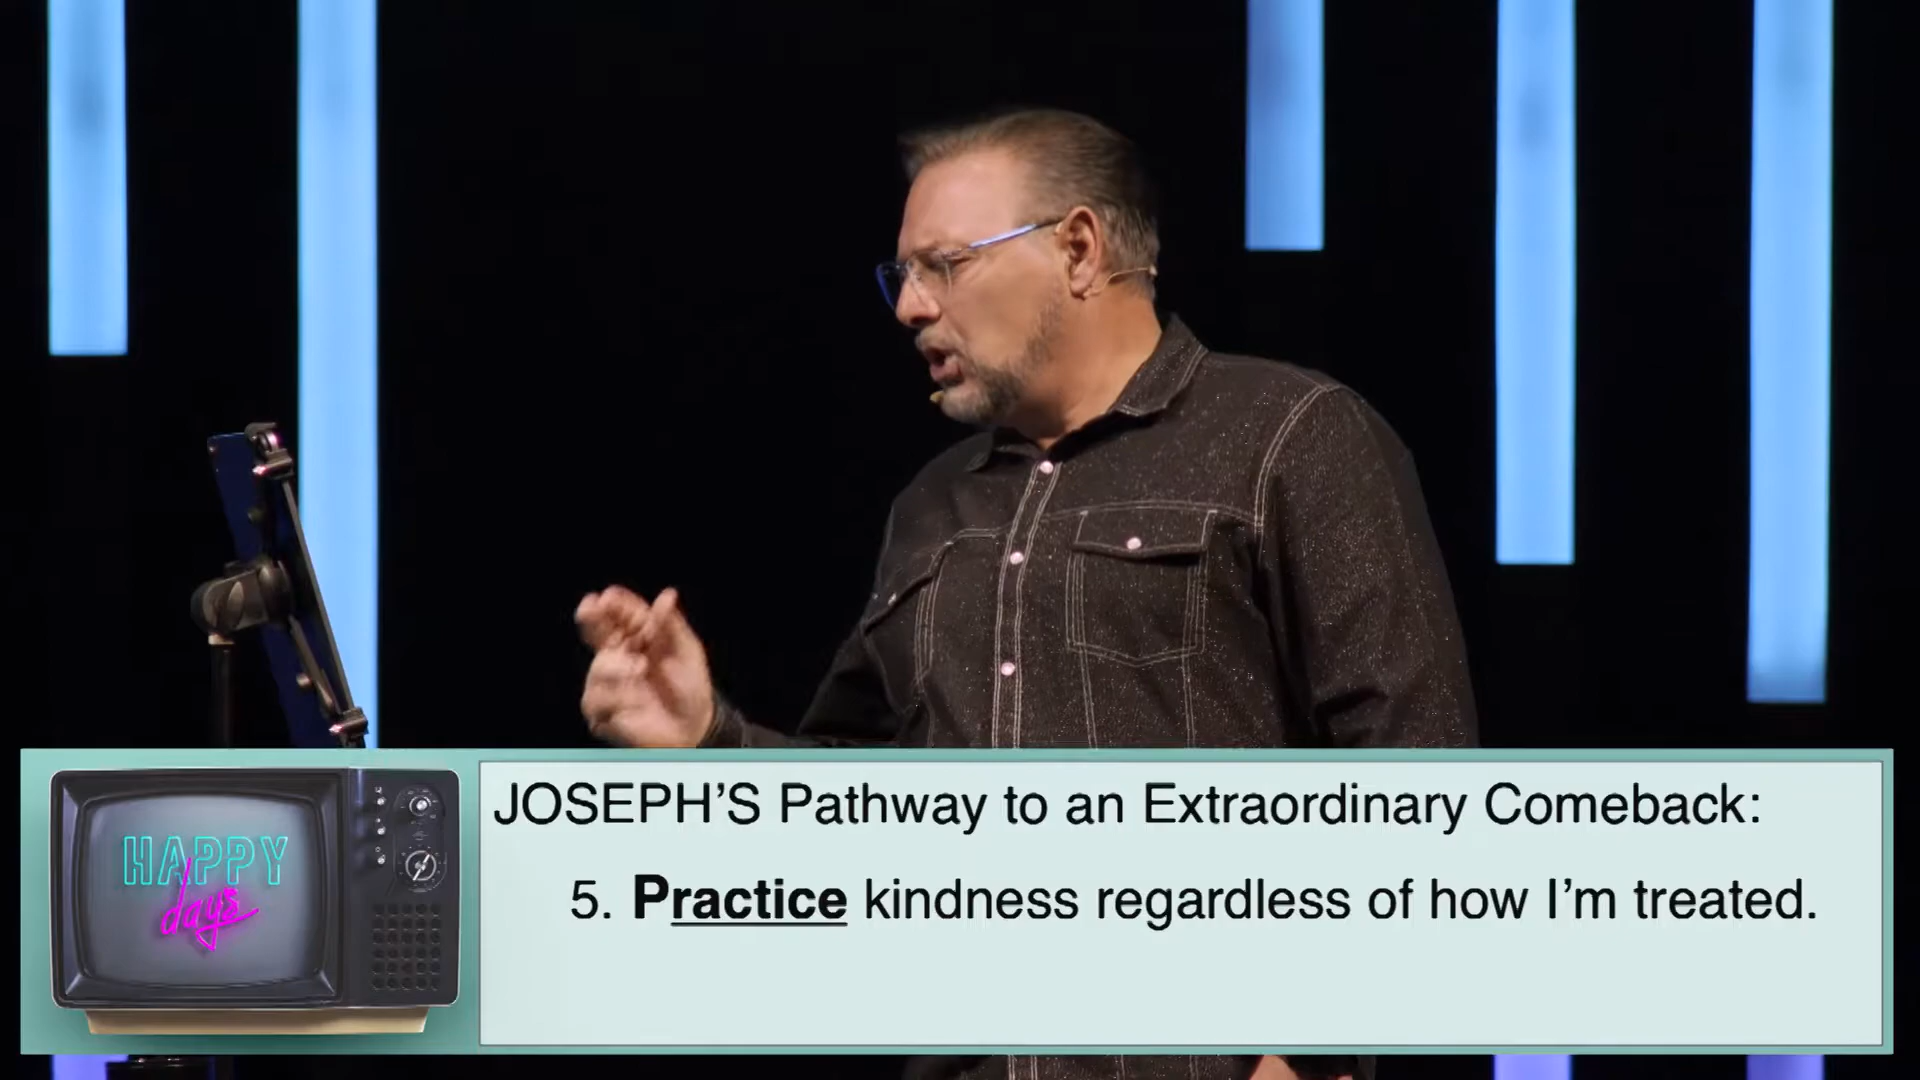 HAPPY
days
JOSEPH’S Pathway to an Extraordinary Comeback:
5. Practice kindness regardless of how I’m treated.